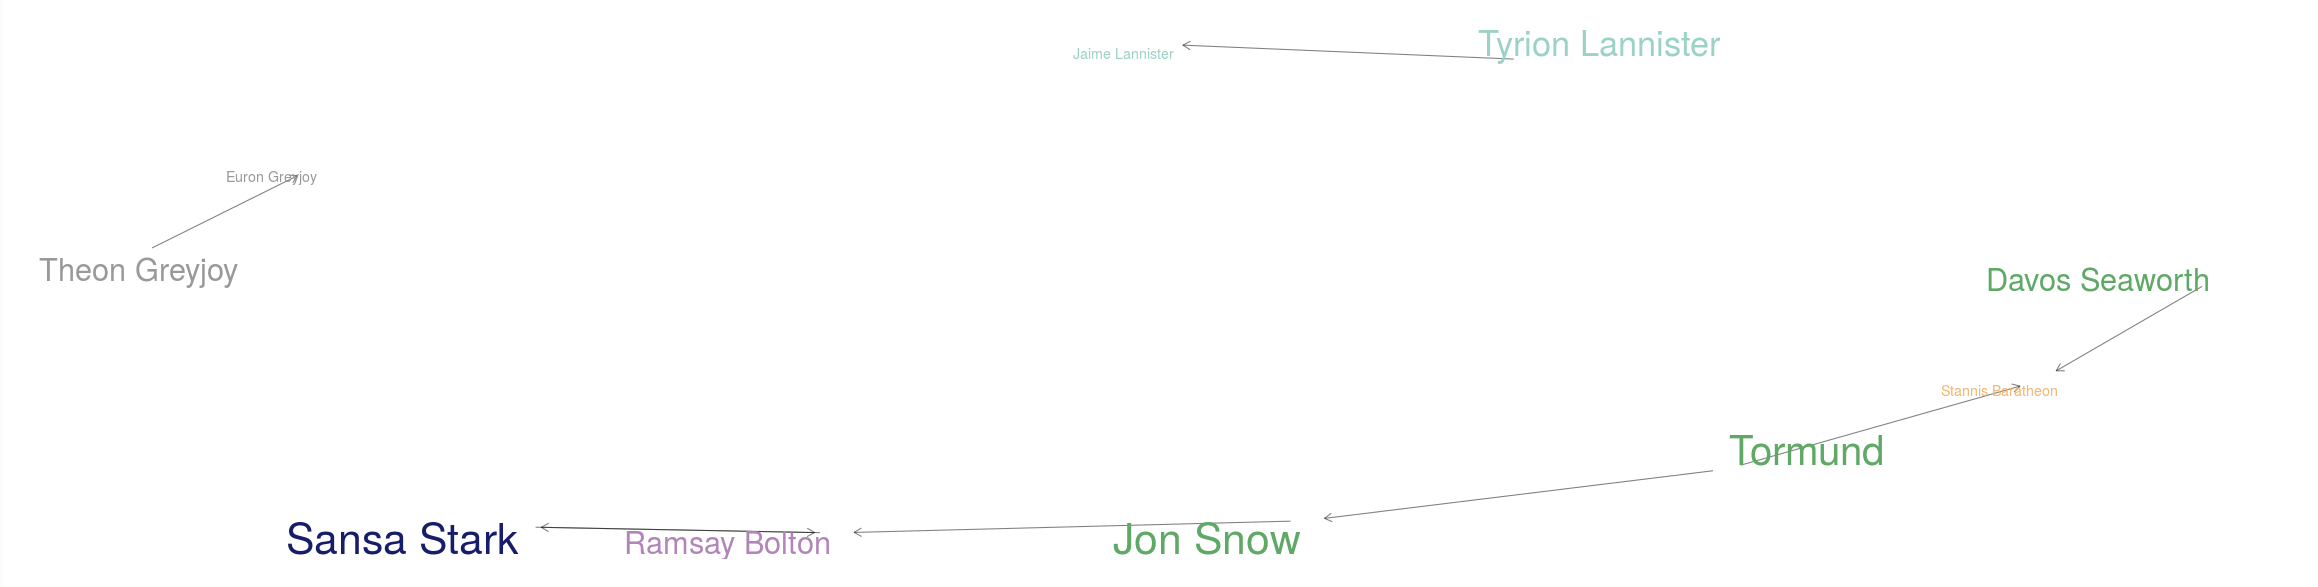 Tyrion Lannister
Jaime Lannister
Euron Greyjoy
Theon Greyjoy
Davos Seaworth
Stannis Baratheon
Tormund
Sansa Stark
Ramsay Bolton
Jon Snow